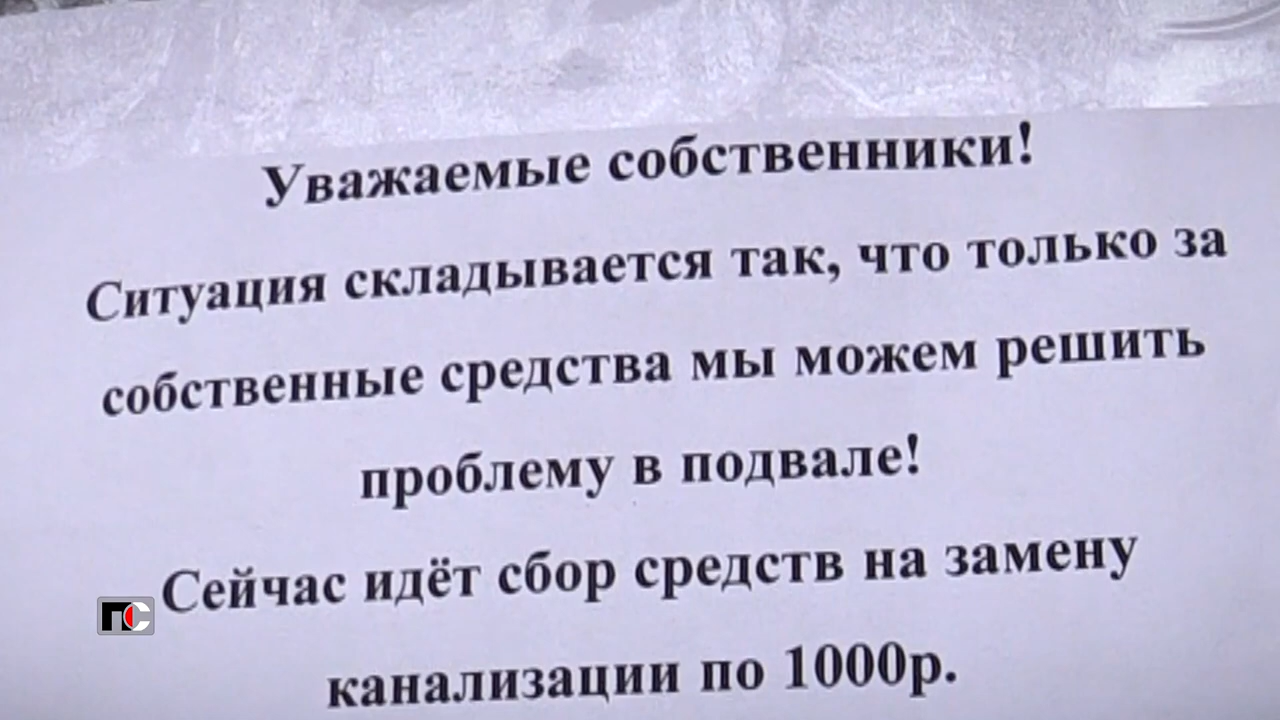 Уважаемые собственники!
Ситуация складывается так, что только за
собственные средства мы можем решить
проблему в подвале!
Сейчас идёт сбор средств на замену
канализации по 1000р.
ПС